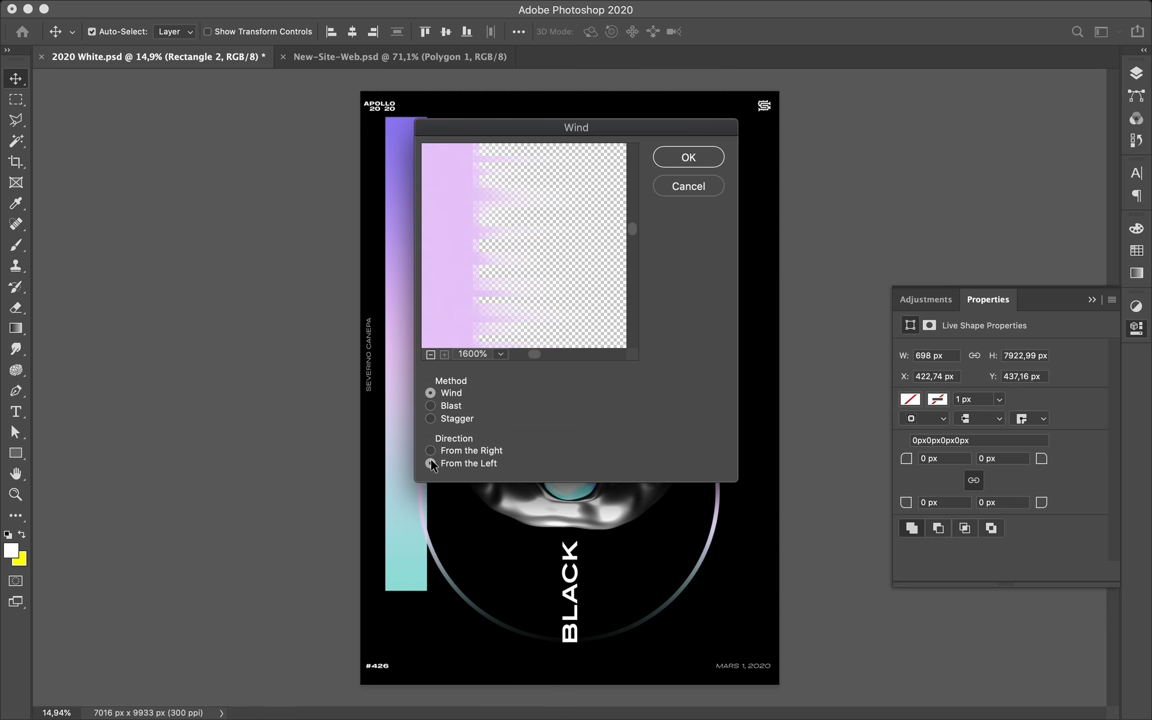 Adobe Photoshop 2020
Auto-Select: Layer Show Transform Controls 3D Mode:
2020 White.psd @ 14,9% (Rectangle 2, RGB/8) * New-Site-Web.psd @ 71,1% (Polygon 1, RGB/8)
APOLLO
20 20
Wind
OK
Cancel
1600%
Method
Wind
Blast
Stagger
Direction
From the Right
From the Left
SEVERINO CANEPA
BLACK
#426
MARS 1, 2020
Adjustments Properties
Live Shape Properties
W: 698 px H: 7922,99 px
X: 422,74 px Y: 437,16 px
1 px
0px0px0px0px
0 px 0 px
0 px 0 px
14,94% 7016 px x 9933 px (300 ppi)